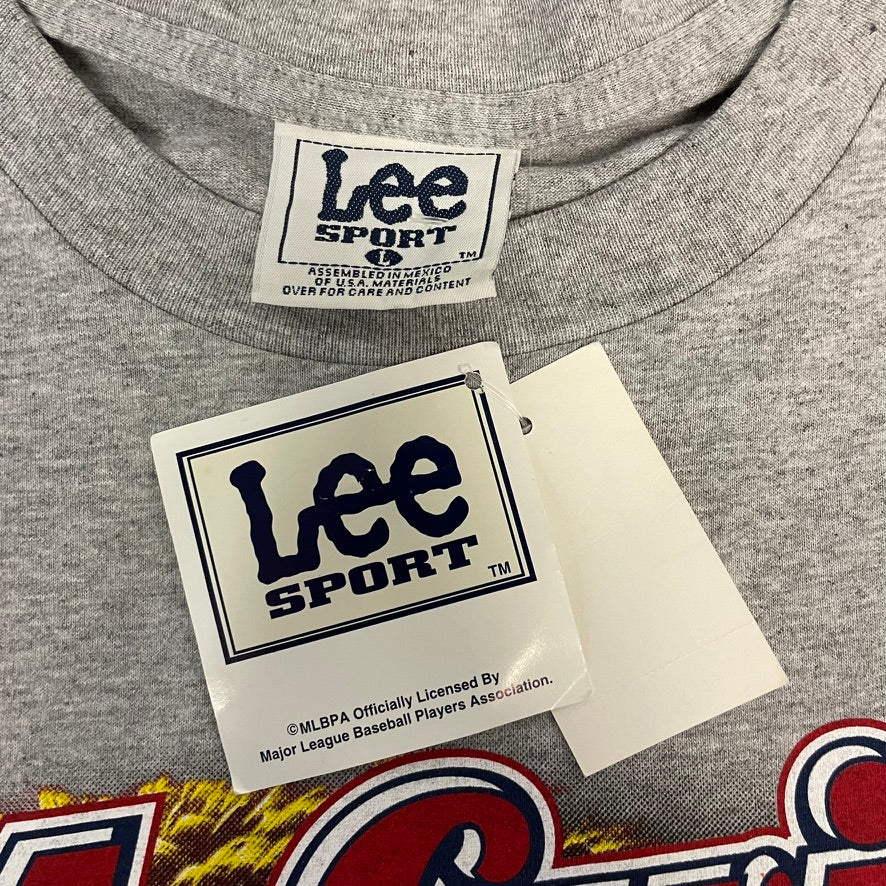 Lee
SPORT
L
TM
ASSEMBLED IN MEXICO
OF U.S.A. MATERIALS
OVER FOR CARE AND CONTENT
Lee
SPORT
TM
©MLBPA Officially Licensed By
Major League Baseball Players Association.